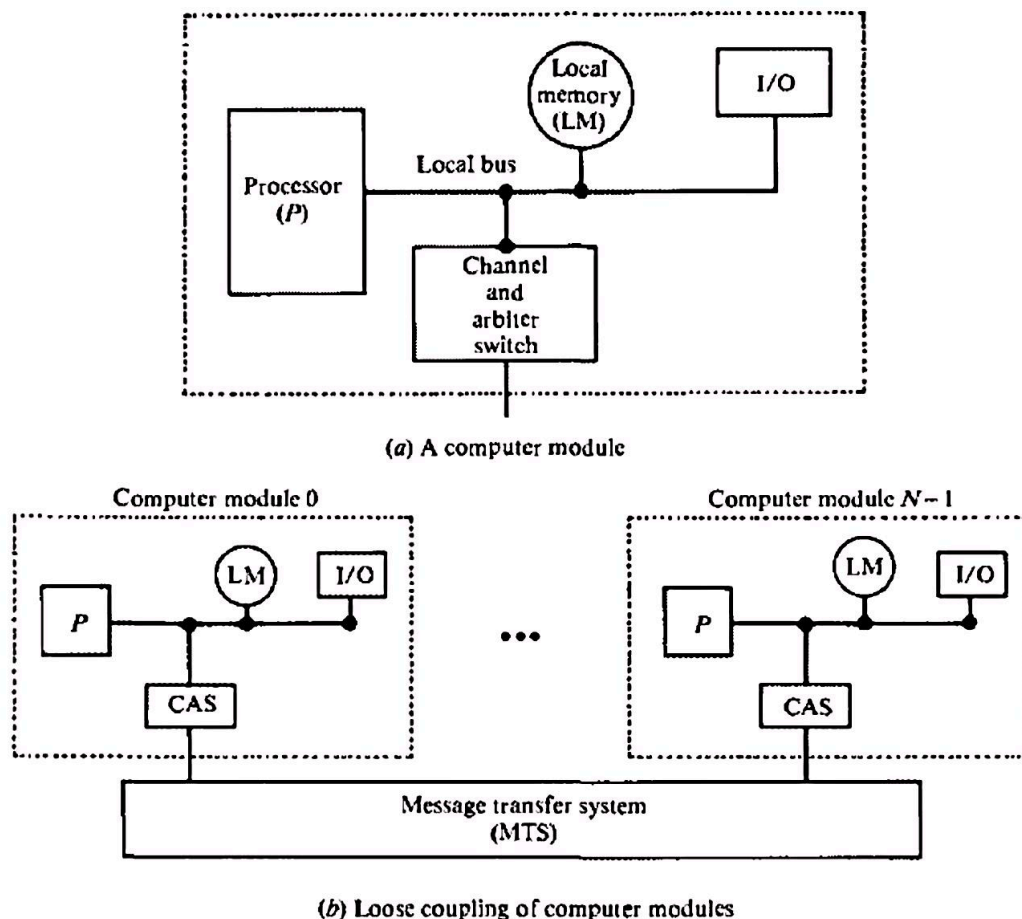 Local
memory
(LM)
I/O
Local bus
Processor
(P)
Channel
and
arbiter
switch
(a) A computer module
Computer module 0
Computer module N – 1
LM
I/O
P
CAS
•••
LM
I/O
P
CAS
Message transfer system
(MTS)
(b) Loose coupling of computer modules